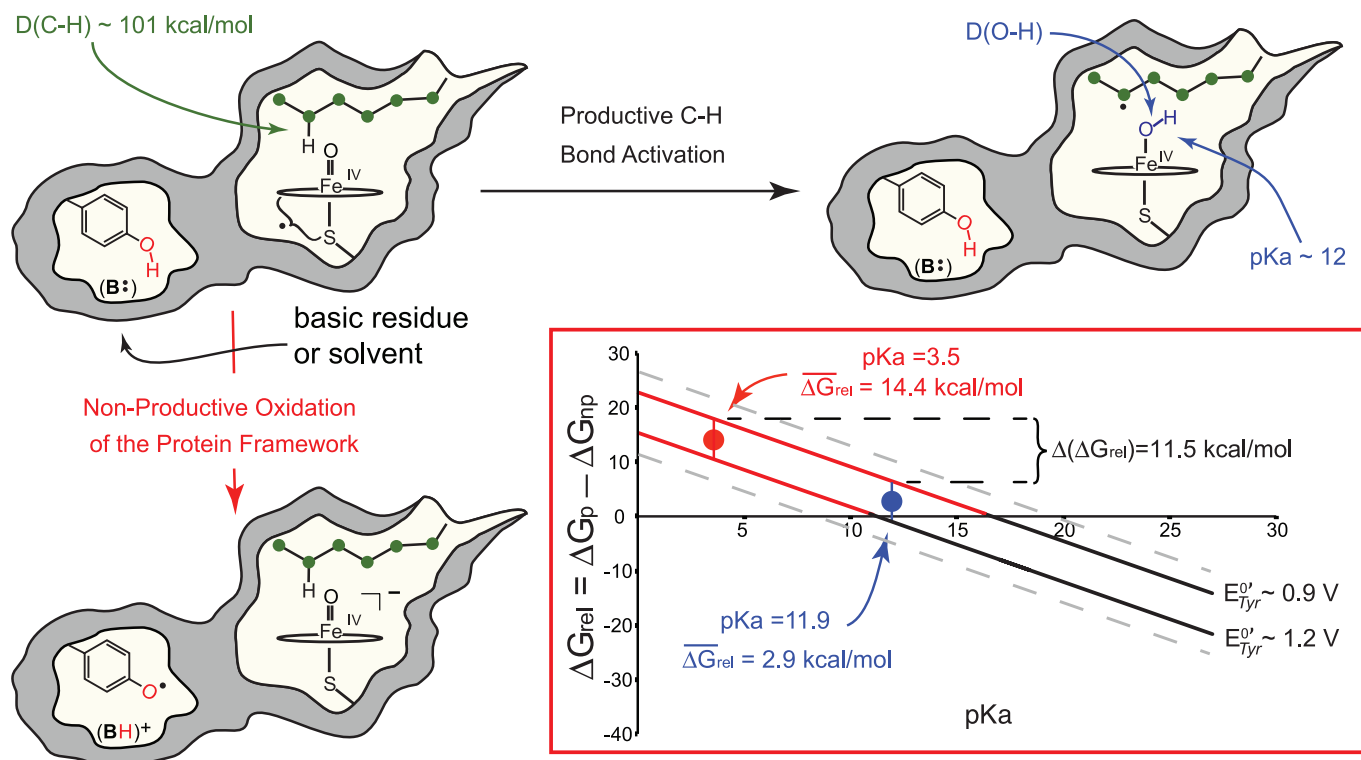 D(C-H) ~ 101 kcal/mol
H
O
Fe
IV
S
O
H
(B:)
Productive C-H
Bond Activation
D(O-H)
O
H
Fe
IV
S
O
H
(B:)
pKa ~ 12
basic residue
or solvent
Non-Productive Oxidation
of the Protein Framework
H
O
Fe
IV
−
S
O
(BH)+
ΔGrel = ΔGp − ΔGnp
30
20
10
0
-10
-20
-30
-40
5
10
15
20
25
30
pKa
pKa =3.5
ΔGrel = 14.4 kcal/mol
Δ(ΔGrel)=11.5 kcal/mol
pKa =11.9
ΔGrel = 2.9 kcal/mol
E0'Tyr ~ 0.9 V
E0'Tyr ~ 1.2 V